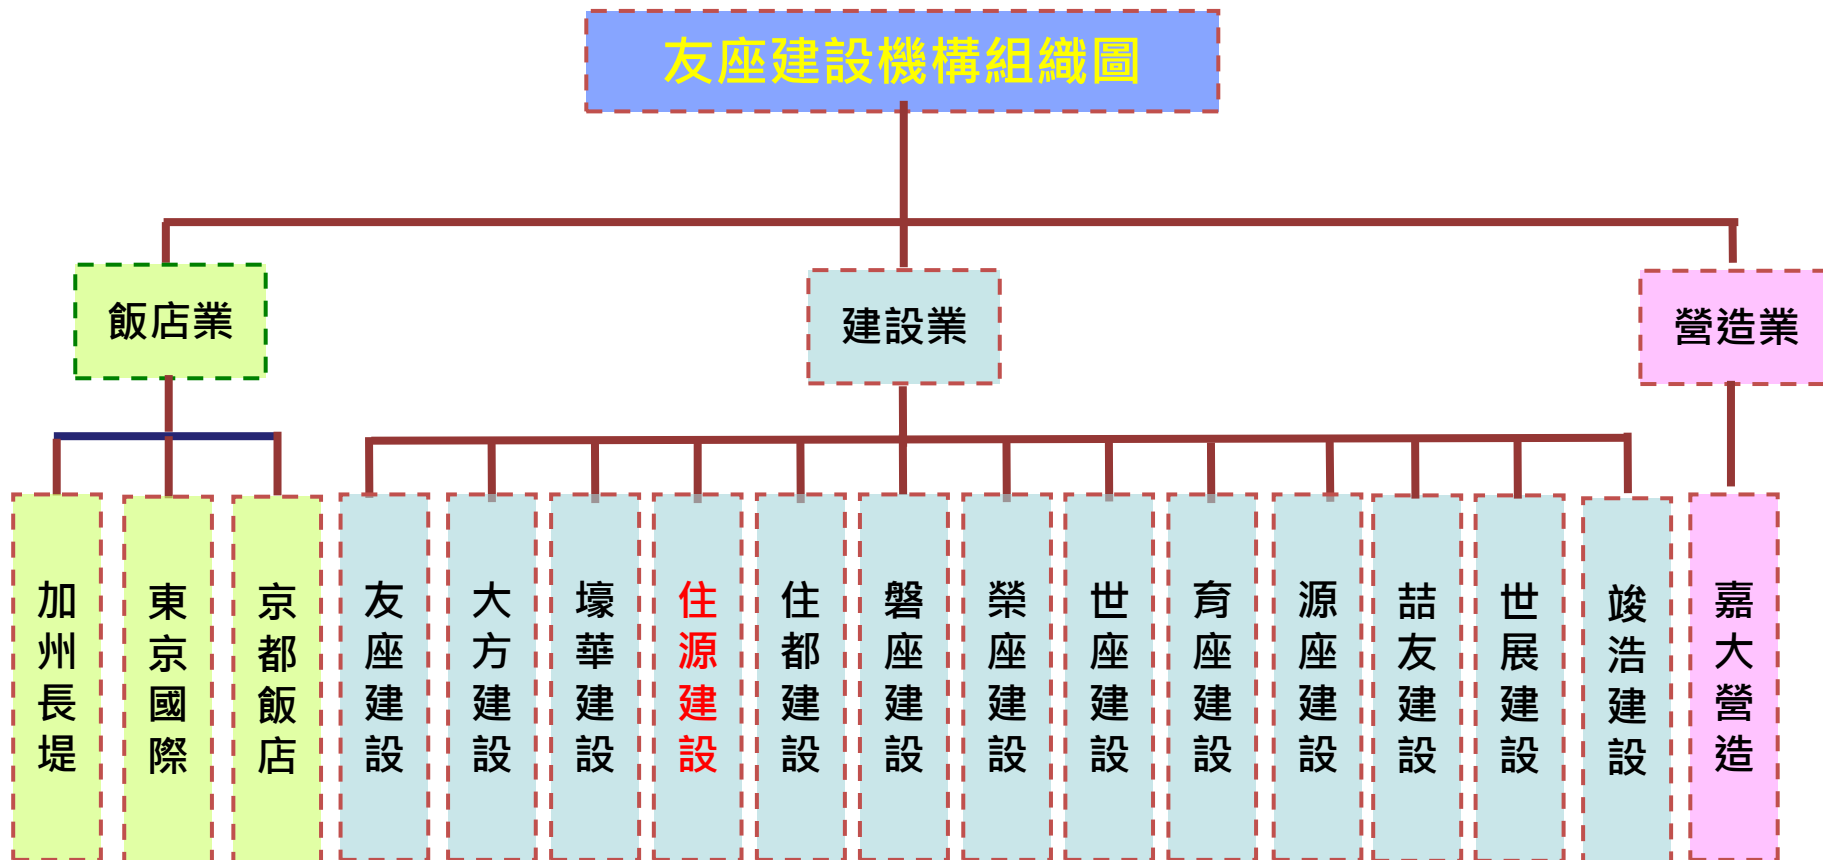 友座建設機構組織圖
飯店業
建設業
營造業
加州長堤
東京國際
京都飯店
友座建設
大方建設
壕華建設
住源建設
住都建設
磐座建設
榮座建設
世座建設
育座建設
源座建設
喆友建設
世展建設
竣浩建設
嘉大營造